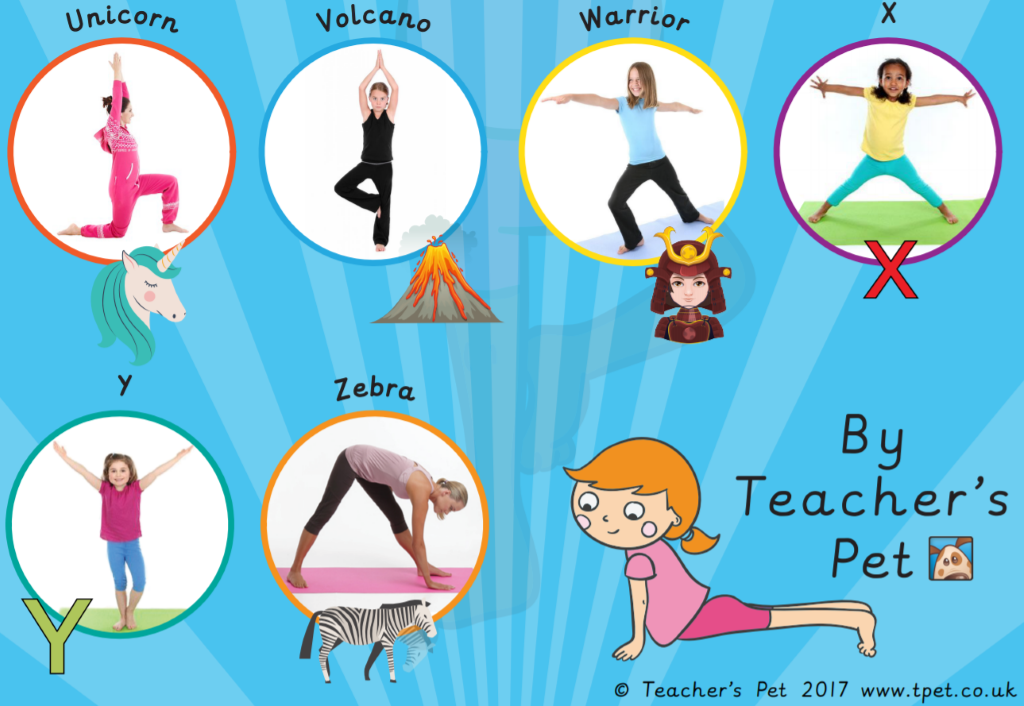 Unicorn
Volcano
Warrior
X
X
y
Zebra
Y
By
Teacher's
Pet
© Teacher's Pet 2017 www.tpet.co.uk